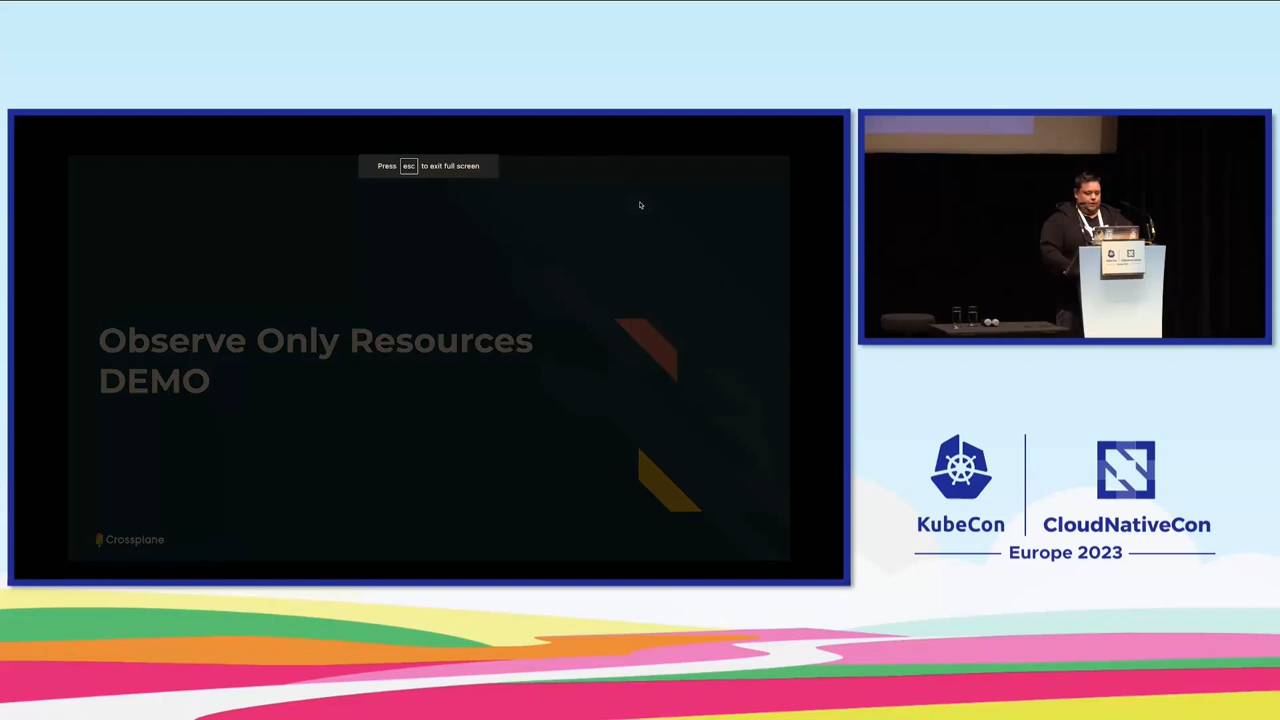 Press esc to exit full screen
Observe Only Resources
DEMO
Crossplane
KubeCon
CloudNativeCon
Europe 2023